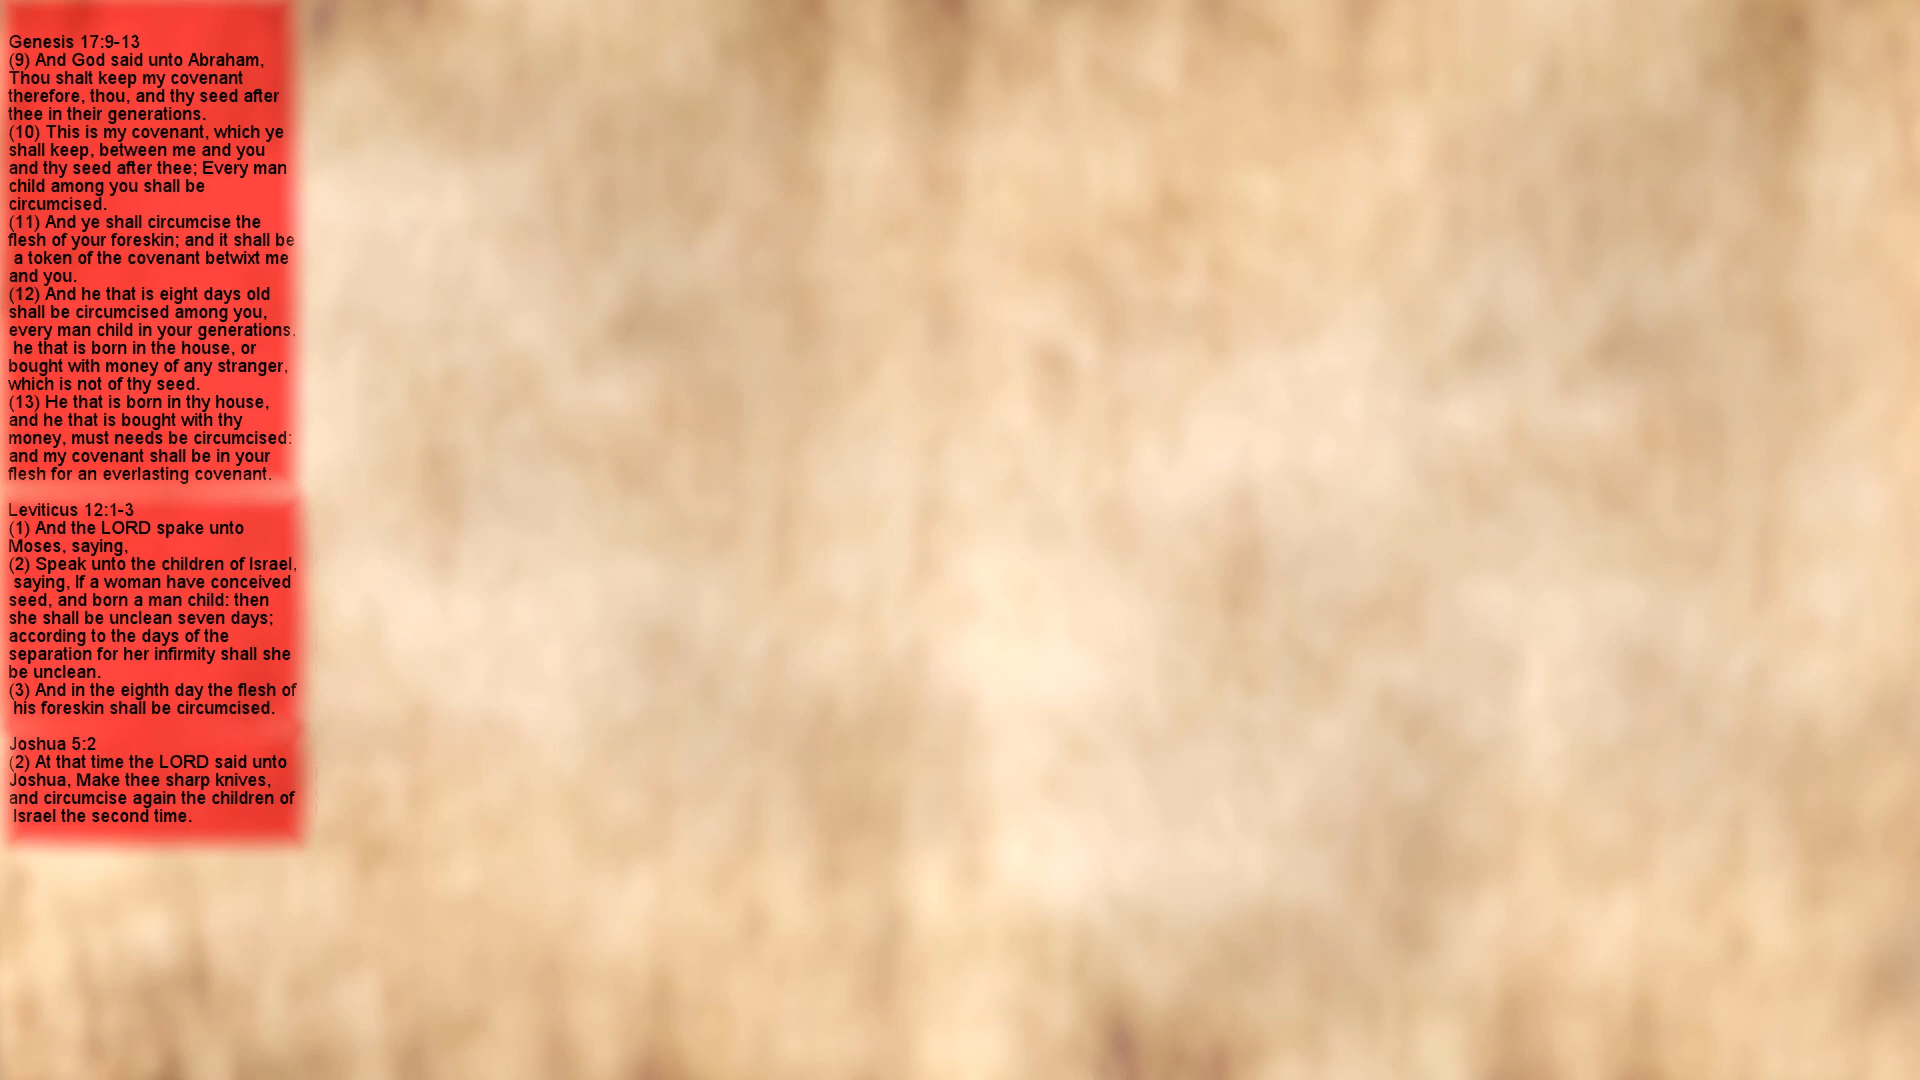 Genesis 17:9-13
(9) And God said unto Abraham,
Thou shalt keep my covenant
therefore, thou, and thy seed after
thee in their generations.
(10) This is my covenant, which ye
shall keep, between me and you
and thy seed after thee; Every man
child among you shall be
circumcised.
(11) And ye shall circumcise the
flesh of your foreskin; and it shall be
a token of the covenant betwixt me
and you.
(12) And he that is eight days old
shall be circumcised among you,
every man child in your generations,
he that is born in the house, or
bought with money of any stranger,
which is not of thy seed.
(13) He that is born in thy house,
and he that is bought with thy
money, must needs be circumcised:
and my covenant shall be in your
flesh for an everlasting covenant.
Leviticus 12:1-3
(1) And the LORD spake unto
Moses, saying,
(2) Speak unto the children of Israel,
saying, If a woman have conceived
seed, and born a man child: then
she shall be unclean seven days;
according to the days of the
separation for her infirmity shall she
be unclean.
(3) And in the eighth day the flesh of
his foreskin shall be circumcised.
Joshua 5:2
(2) At that time the LORD said unto
Joshua, Make thee sharp knives,
and circumcise again the children of
Israel the second time.